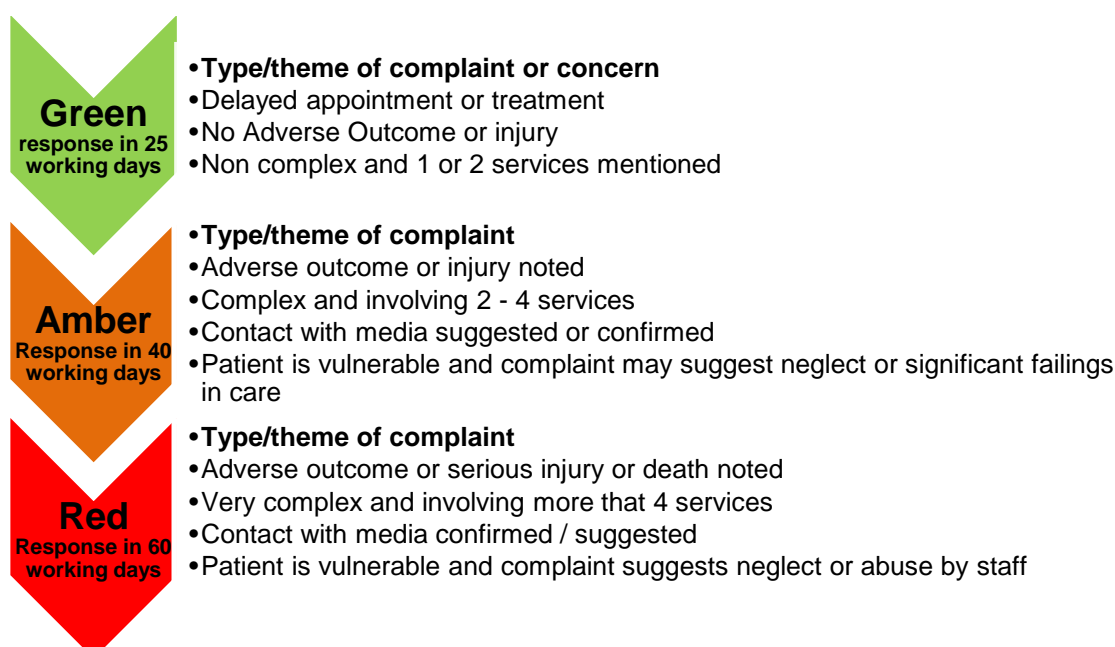 Green
response in 25
working days
•Type/theme of complaint or concern
•Delayed appointment or treatment
•No Adverse Outcome or injury
•Non complex and 1 or 2 services mentioned
Amber
Response in 40
working days
•Type/theme of complaint
•Adverse outcome or injury noted
•Complex and involving 2 - 4 services
•Contact with media suggested or confirmed
•Patient is vulnerable and complaint may suggest neglect or significant failings
in care
Red
Response in 60
working days
•Type/theme of complaint
•Adverse outcome or serious injury or death noted
•Very complex and involving more that 4 services
•Contact with media confirmed / suggested
•Patient is vulnerable and complaint suggests neglect or abuse by staff